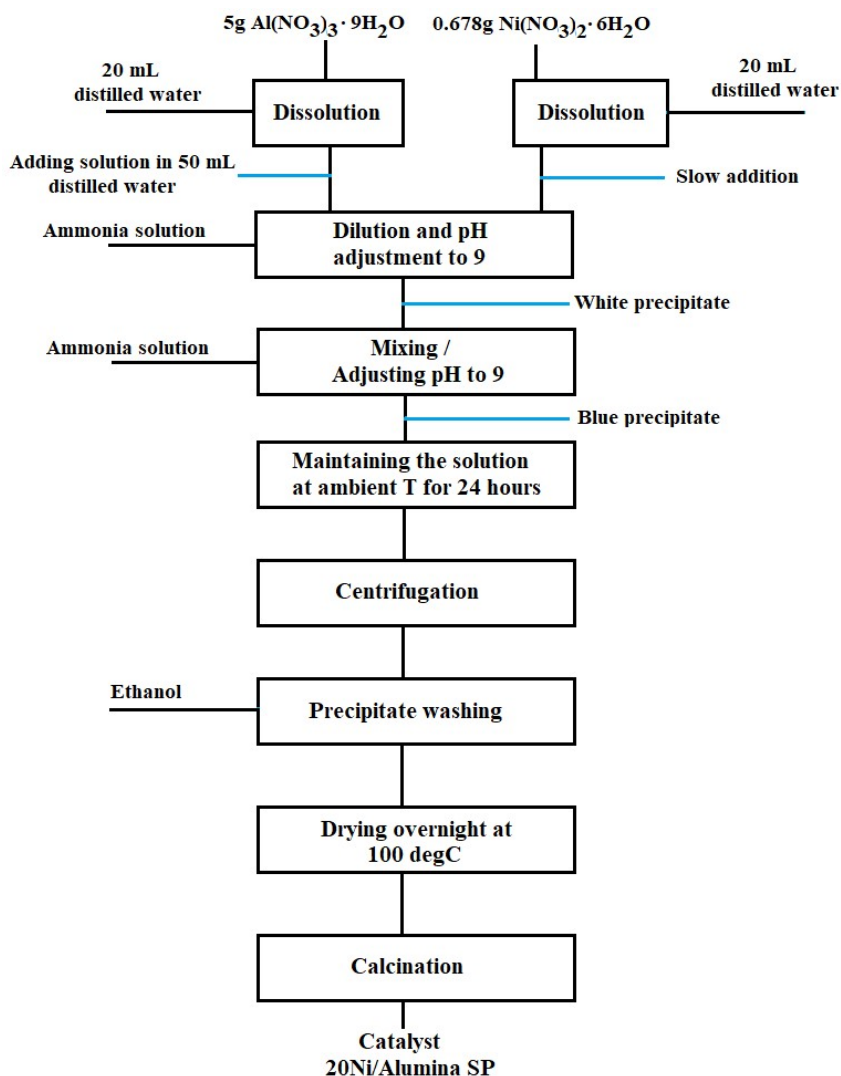 5g Al(NO3)3· 9H2O
0.678g Ni(NO3)2· 6H2O
20 mL
distilled water
Dissolution
Dissolution
20 mL
distilled water
Adding solution in 50 mL
distilled water
Slow addition
Ammonia solution
Dilution and pH
adjustment to 9
White precipitate
Ammonia solution
Mixing /
Adjusting pH to 9
Blue precipitate
Maintaining the solution
at ambient T for 24 hours
Centrifugation
Ethanol
Precipitate washing
Drying overnight at
100 degC
Calcination
Catalyst
20Ni/Alumina SP